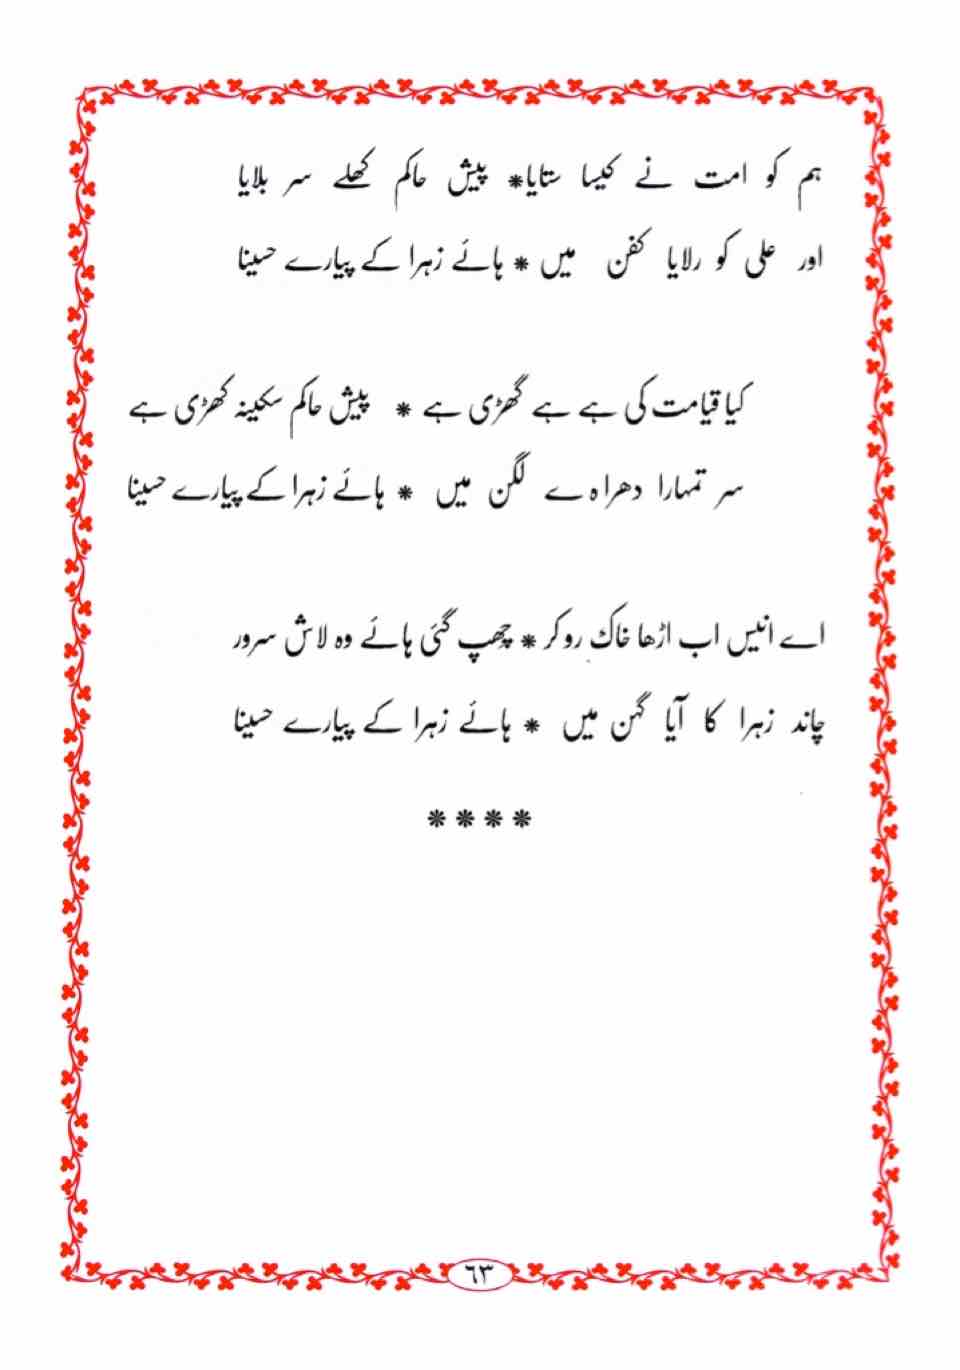 ہم کو امت نے کیسا ستایا* پیش حاکم کھلے سر بلایا
اور علی کو رلایا کفن میں * ہائے زہرا کے پیارے حسینا
کیا قیامت کی ہے ہے گھڑی ہے * پیش حاکم سکینہ کھڑی ہے
سر تمہارا دھرا ہ ے لگن میں * ہائے زہرا کے پیارے حسینا
اے انیس اب اڑھا خاک رو کر * چھپ گئی ہائے وہ لاش سرور
چاند زہرا کا آیا گہن میں * ہائے زہرا کے پیارے حسینا
* * * *
٦٣